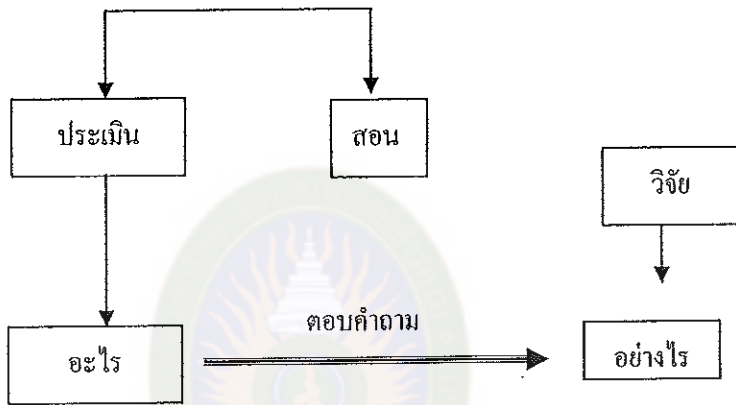 ประเมิน
สอน
วิจัย
ตอบคำถาม
อะไร
อย่างไร